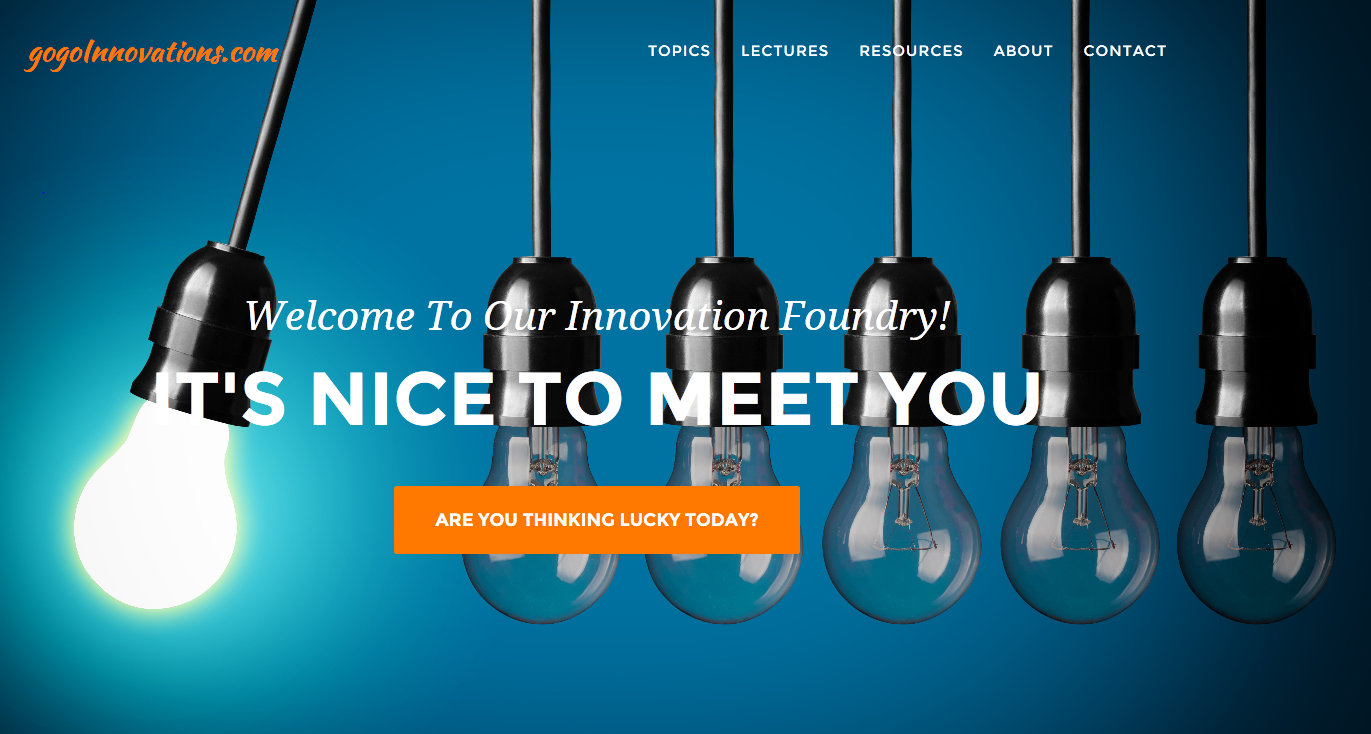 gogoInnovations.com
TOPICS LECTURES RESOURCES ABOUT CONTACT
Welcome To Our Innovation Foundry!
IT'S NICE TO MEET YOU
ARE YOU THINKING LUCKY TODAY?